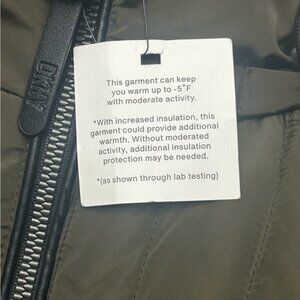 DKNY
This garment can keep
you warm up to -5°F
with moderate activity.
*With increased insulation, this
garment could provide additional
warmth. Without moderated
activity, additional insulation
protection may be needed.
*(as shown through lab testing)